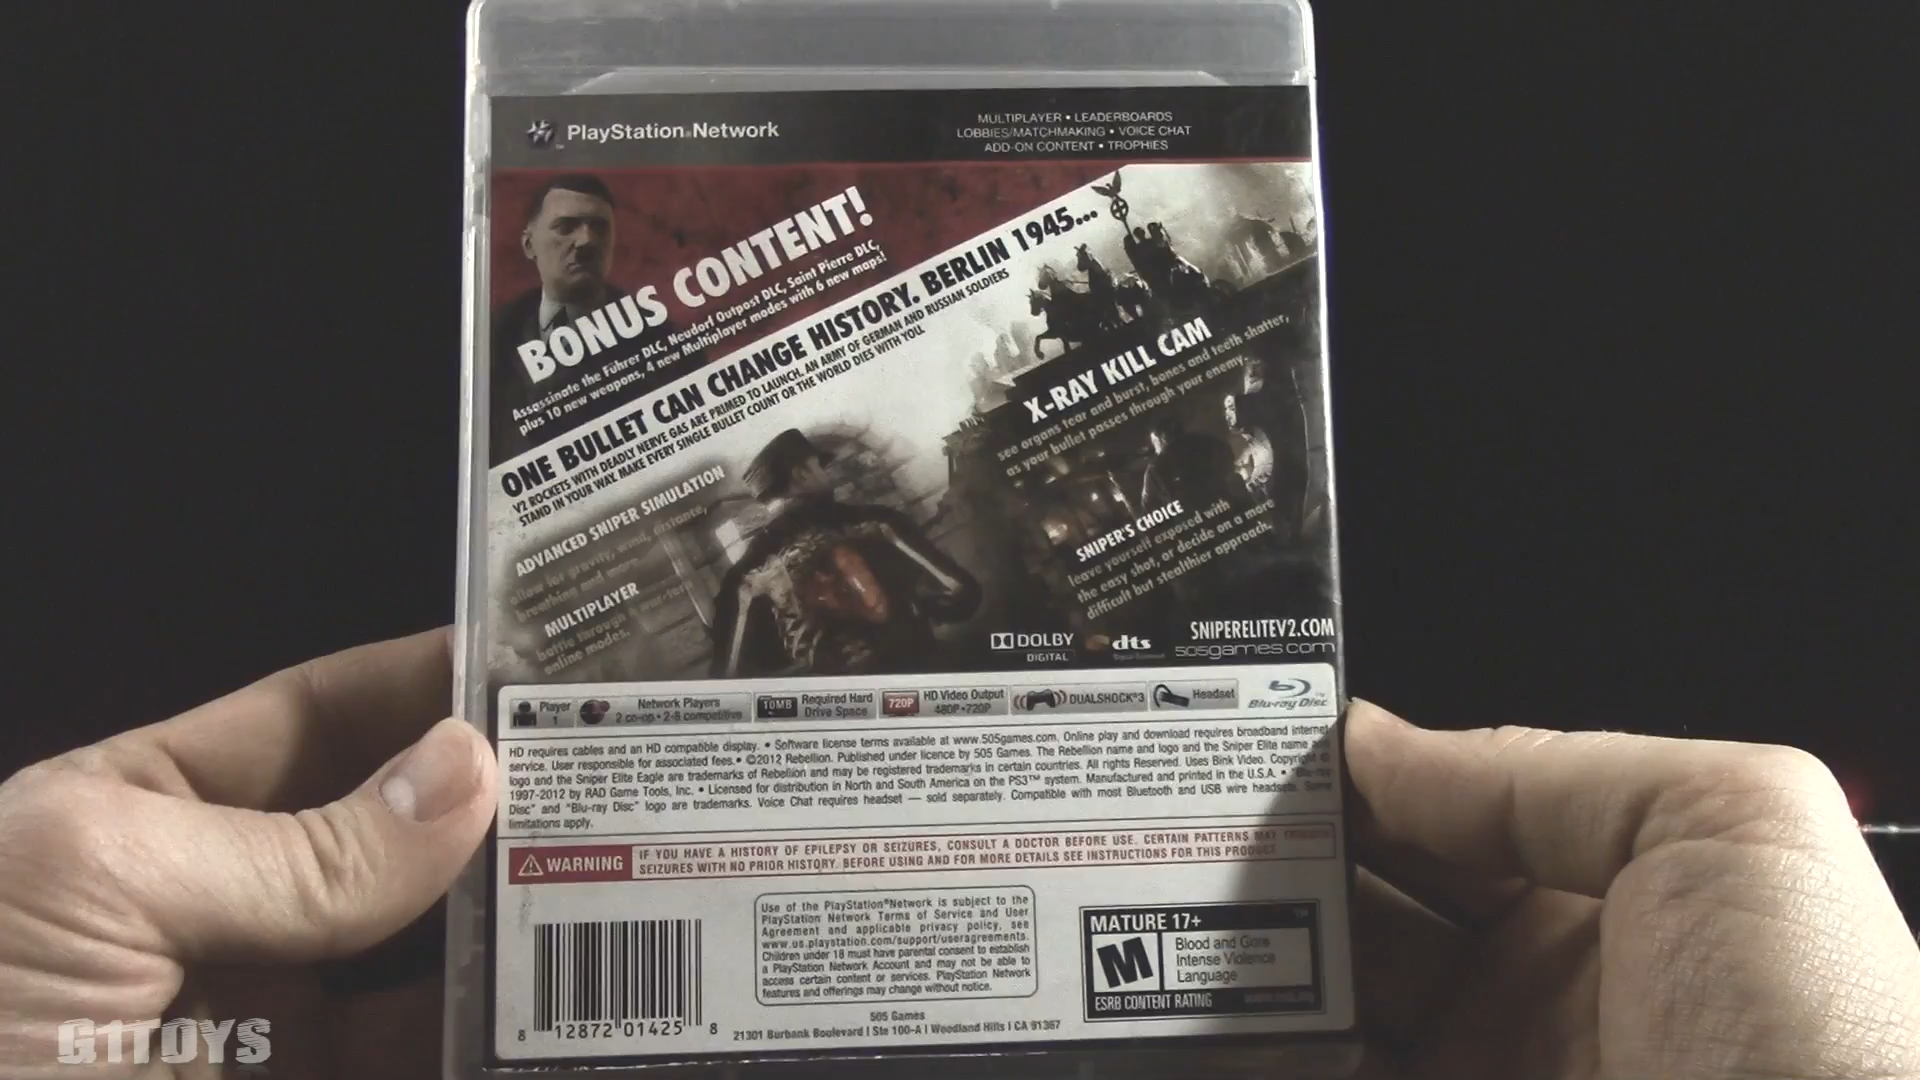 PlayStation®Network
MULTIPLAYER • LEADERBOARDS
LOBBIES/MATCHMAKING • VOICE CHAT
ADD-ON CONTENT • TROPHIES
BONUS CONTENT!
Assassinate the Führer DLC, Neudorf Outpost DLC, Saint Pierre DLC,
plus 10 new weapons, 4 new Multiplayer modes with 6 new maps!
ONE BULLET CAN CHANGE HISTORY. BERLIN 1945...
V2 ROCKETS WITH DEADLY NERVE GAS ARE PRIMED TO LAUNCH. AN ARMY OF GERMAN AND RUSSIAN SOLDIERS
STAND IN YOUR WAY. MAKE EVERY SINGLE BULLET COUNT OR THE WORLD DIES WITH YOU.
X-RAY KILL CAM
see organs tear and burst, bones and teeth shatter,
as your bullet passes through your enemy.
ADVANCED SNIPER SIMULATION
allow for gravity, wind, distance,
breathing and more.
MULTIPLAYER
battle through a war-torn
online modes.
SNIPER'S CHOICE
leave yourself exposed with
the easy shot, or decide on a more
difficult but stealthier approach.
DOLBY
DIGITAL
dts
SNIPERELITEV2.COM
505games.com
Player
1
Network Players
2 co-op • 2-8 competitive
10MB
Required Hard
Drive Space
720P
HD Video Output
480P•720P
DUALSHOCK®3
Headset
Blu-ray Disc
HD requires cables and an HD compatible display. • Software license terms available at www.505games.com. Online play and download requires broadband internet
service. User responsible for associated fees. • ©2012 Rebellion. Published under licence by 505 Games. The Rebellion name and logo and the Sniper Elite name and
logo and the Sniper Elite Eagle are trademarks of Rebellion and may be registered trademarks in certain countries. All rights Reserved. Uses Bink Video. Copyright ©
1997-2012 by RAD Game Tools, Inc. • Licensed for distribution in North and South America on the PS3™ system. Manufactured and printed in the U.S.A. • "Blu-ray
Disc" and "Blu-ray Disc" logo are trademarks. Voice Chat requires headset — sold separately. Compatible with most Bluetooth and USB wire headsets. Some
limitations apply.
WARNING
IF YOU HAVE A HISTORY OF EPILEPSY OR SEIZURES, CONSULT A DOCTOR BEFORE USE. CERTAIN PATTERNS MAY TRIGGER
SEIZURES WITH NO PRIOR HISTORY. BEFORE USING AND FOR MORE DETAILS SEE INSTRUCTIONS FOR THIS PRODUCT.
8 12872 01425 8
Use of the PlayStation®Network is subject to the
PlayStation Network Terms of Service and User
Agreement and applicable privacy policy, see
www.us.playstation.com/support/useragreements.
Children under 18 must have parental consent to establish
a PlayStation Network Account and may not be able to
access certain content or services. PlayStation Network
features and offerings may change without notice.
505 Games
21301 Burbank Boulevard | Ste 100-A | Woodland Hills | CA 91367
MATURE 17+
M
Blood and Gore
Intense Violence
Language
ESRB CONTENT RATING
G1TOYS